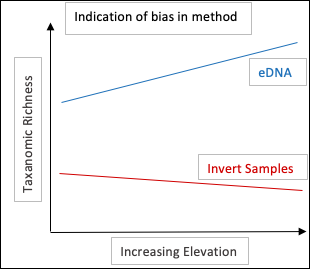 Indication of bias in method
eDNA
Invert Samples
Taxanomic Richness
Increasing Elevation